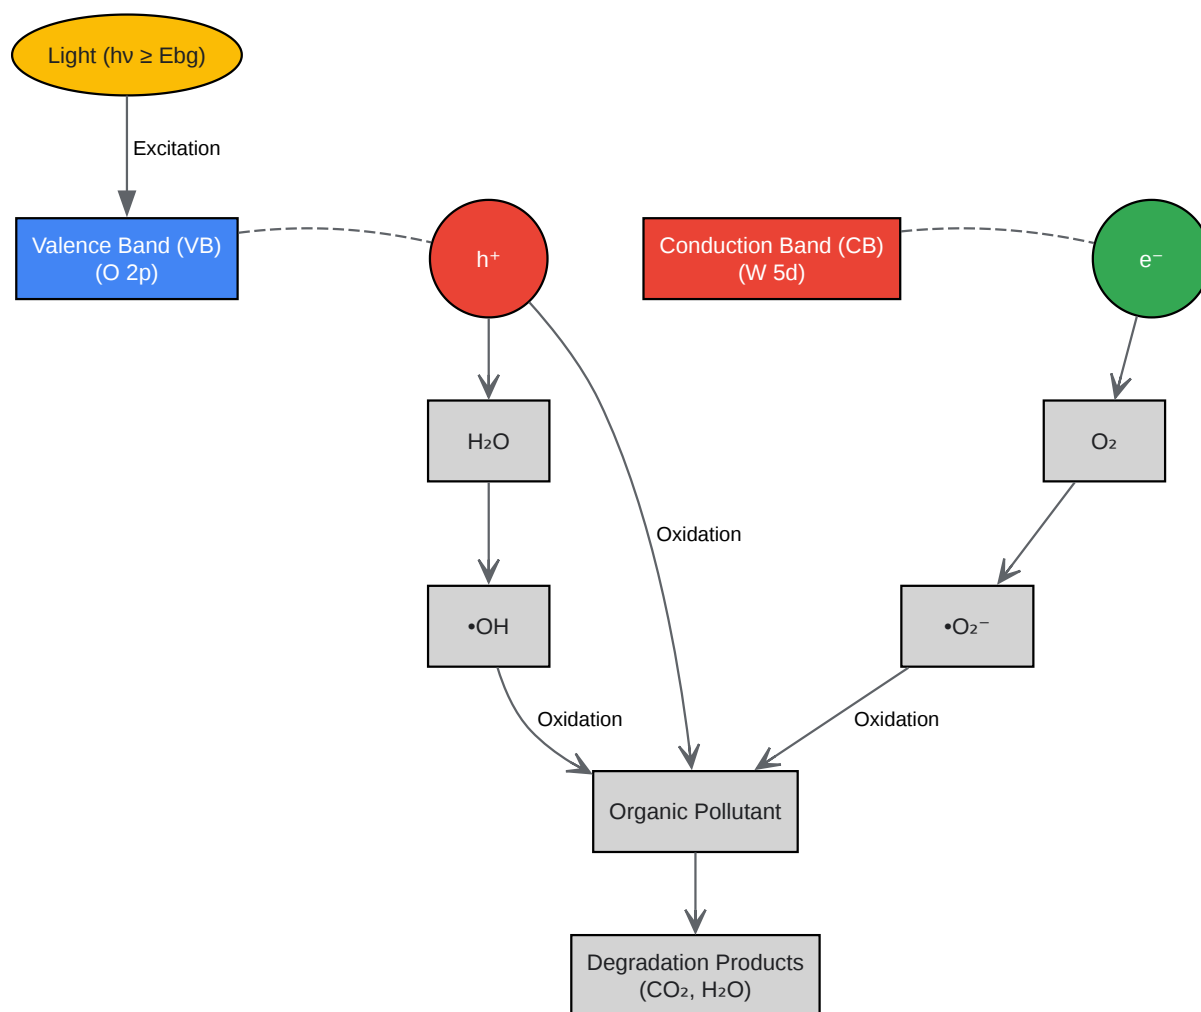 Light (hν ≥ Ebg)
Excitation
Valence Band (VB)
(O 2p)
h⁺
Conduction Band (CB)
(W 5d)
e⁻
H₂O
O₂
Oxidation
•OH
•O₂⁻
Oxidation
Oxidation
Organic Pollutant
Degradation Products
(CO₂, H₂O)